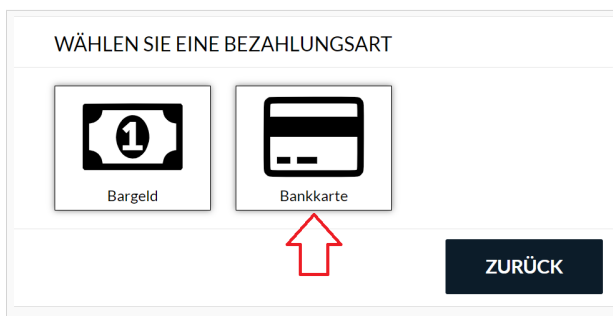 WÄHLEN SIE EINE BEZAHLUNGSART
1
Bargeld
Bankkarte
ZURÜCK